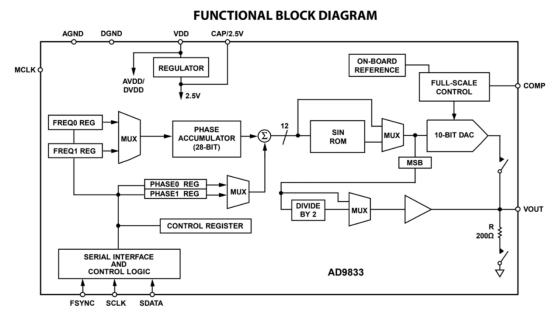 FUNCTIONAL BLOCK DIAGRAM
AGND
DGND
VDD
CAP/2.5V
MCLK
REGULATOR
AVDD/
DVDD
2.5V
ON-BOARD
REFERENCE
FULL-SCALE
CONTROL
COMP
FREQ0 REG
FREQ1 REG
MUX
PHASE
ACCUMULATOR
(28-BIT)
Σ
12
SIN
ROM
MUX
10-BIT DAC
MSB
PHASE0 REG
PHASE1 REG
MUX
DIVIDE
BY 2
MUX
VOUT
R
200Ω
CONTROL REGISTER
SERIAL INTERFACE
AND
CONTROL LOGIC
AD9833
FSYNC
SCLK
SDATA